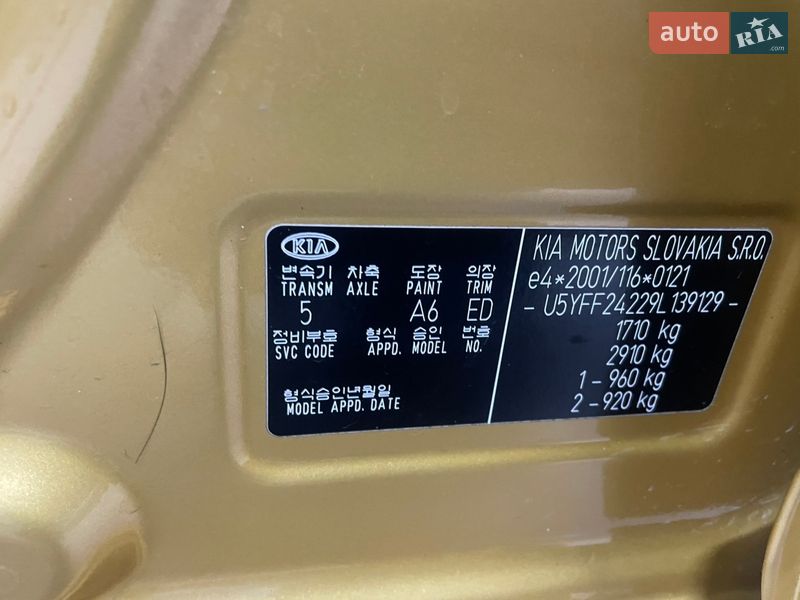 auto RIA
KIA
변속기 차축 도장 의장
TRANSM AXLE PAINT TRIM
5 A6 ED
정비부호 형식 승인 번호
SVC CODE APPD. MODEL NO.
형식승인년월일
MODEL APPD. DATE
KIA MOTORS SLOVAKIA S.R.O.
e4*2001/116*0121
- U5YFF24229L139129 -
1710 kg
2910 kg
1 - 960 kg
2 - 920 kg